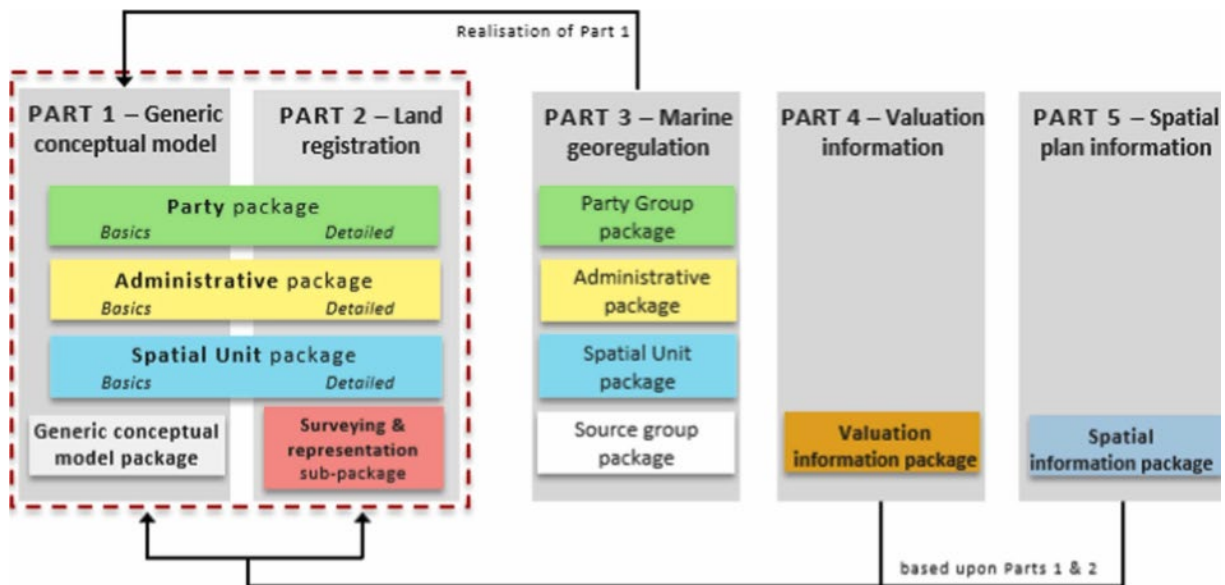 Realisation of Part 1
PART 1 – Generic
conceptual model
PART 2 – Land
registration
Party package
Basics Detailed
Administrative package
Basics Detailed
Spatial Unit package
Basics Detailed
Generic conceptual
model package
Surveying &
representation
sub-package
PART 3 – Marine
georegulation
Party Group
package
Administrative
package
Spatial Unit
package
Source group
package
PART 4 – Valuation
information
Valuation
information package
PART 5 – Spatial
plan information
Spatial
information package
based upon Parts 1 & 2